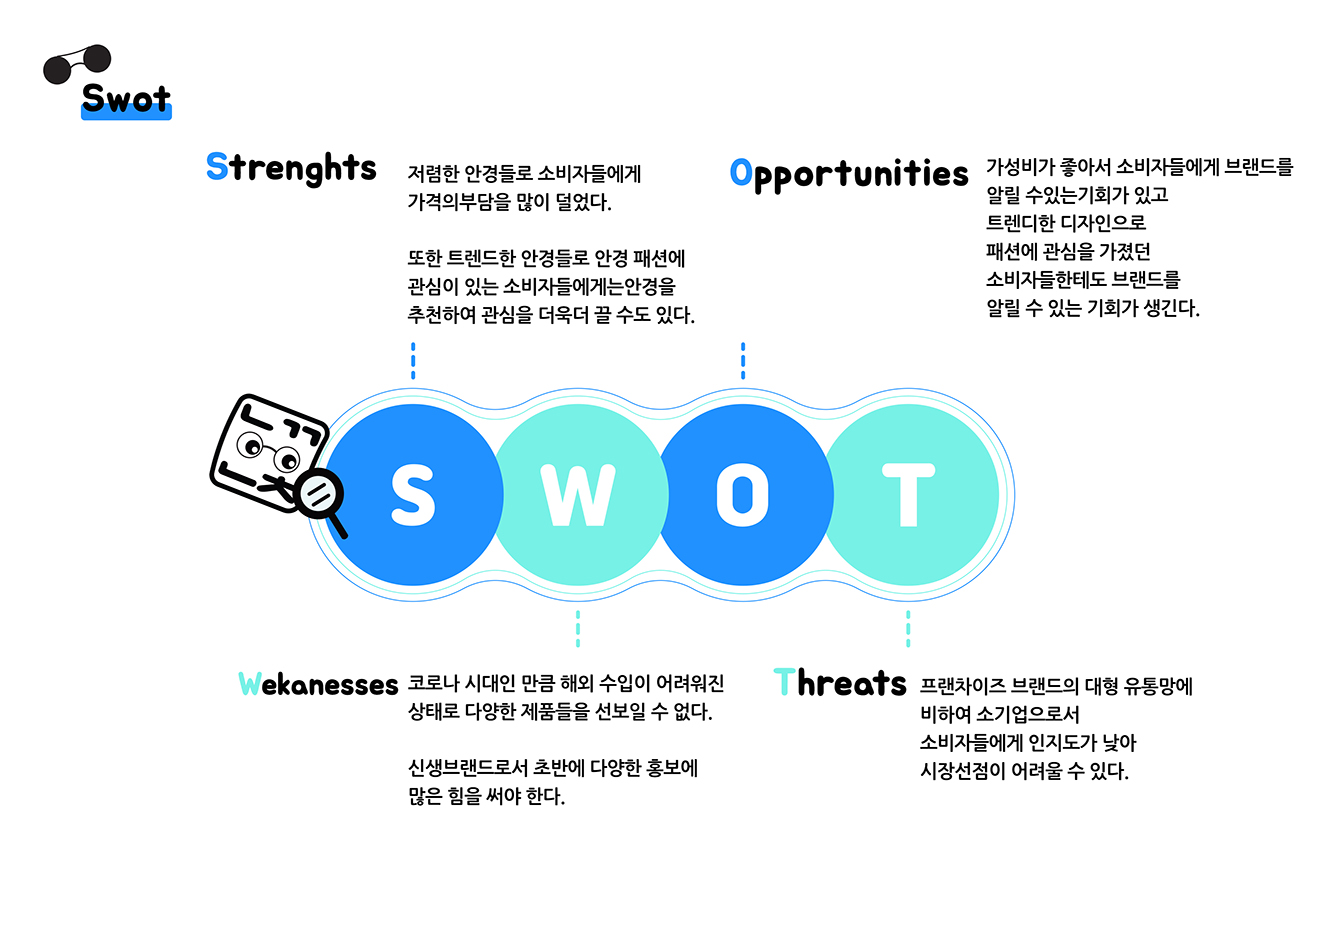 Swot
Strenghts
저렴한 안경들로 소비자들에게
가격의부담을 많이 덜었다.
또한 트렌드한 안경들로 안경 패션에
관심이 있는 소비자들에게는안경을
추천하여 관심을 더욱더 끌 수도 있다.
Opportunities
가성비가 좋아서 소비자들에게 브랜드를
알릴 수있는기회가 있고
트렌디한 디자인으로
패션에 관심을 가졌던
소비자들한테도 브랜드를
알릴 수 있는 기회가 생긴다.
S W O T
Wekanesses
코로나 시대인 만큼 해외 수입이 어려워진
상태로 다양한 제품들을 선보일 수 없다.
신생브랜드로서 초반에 다양한 홍보에
많은 힘을 써야 한다.
Threats
프랜차이즈 브랜드의 대형 유통망에
비하여 소기업으로서
소비자들에게 인지도가 낮아
시장선점이 어려울 수 있다.